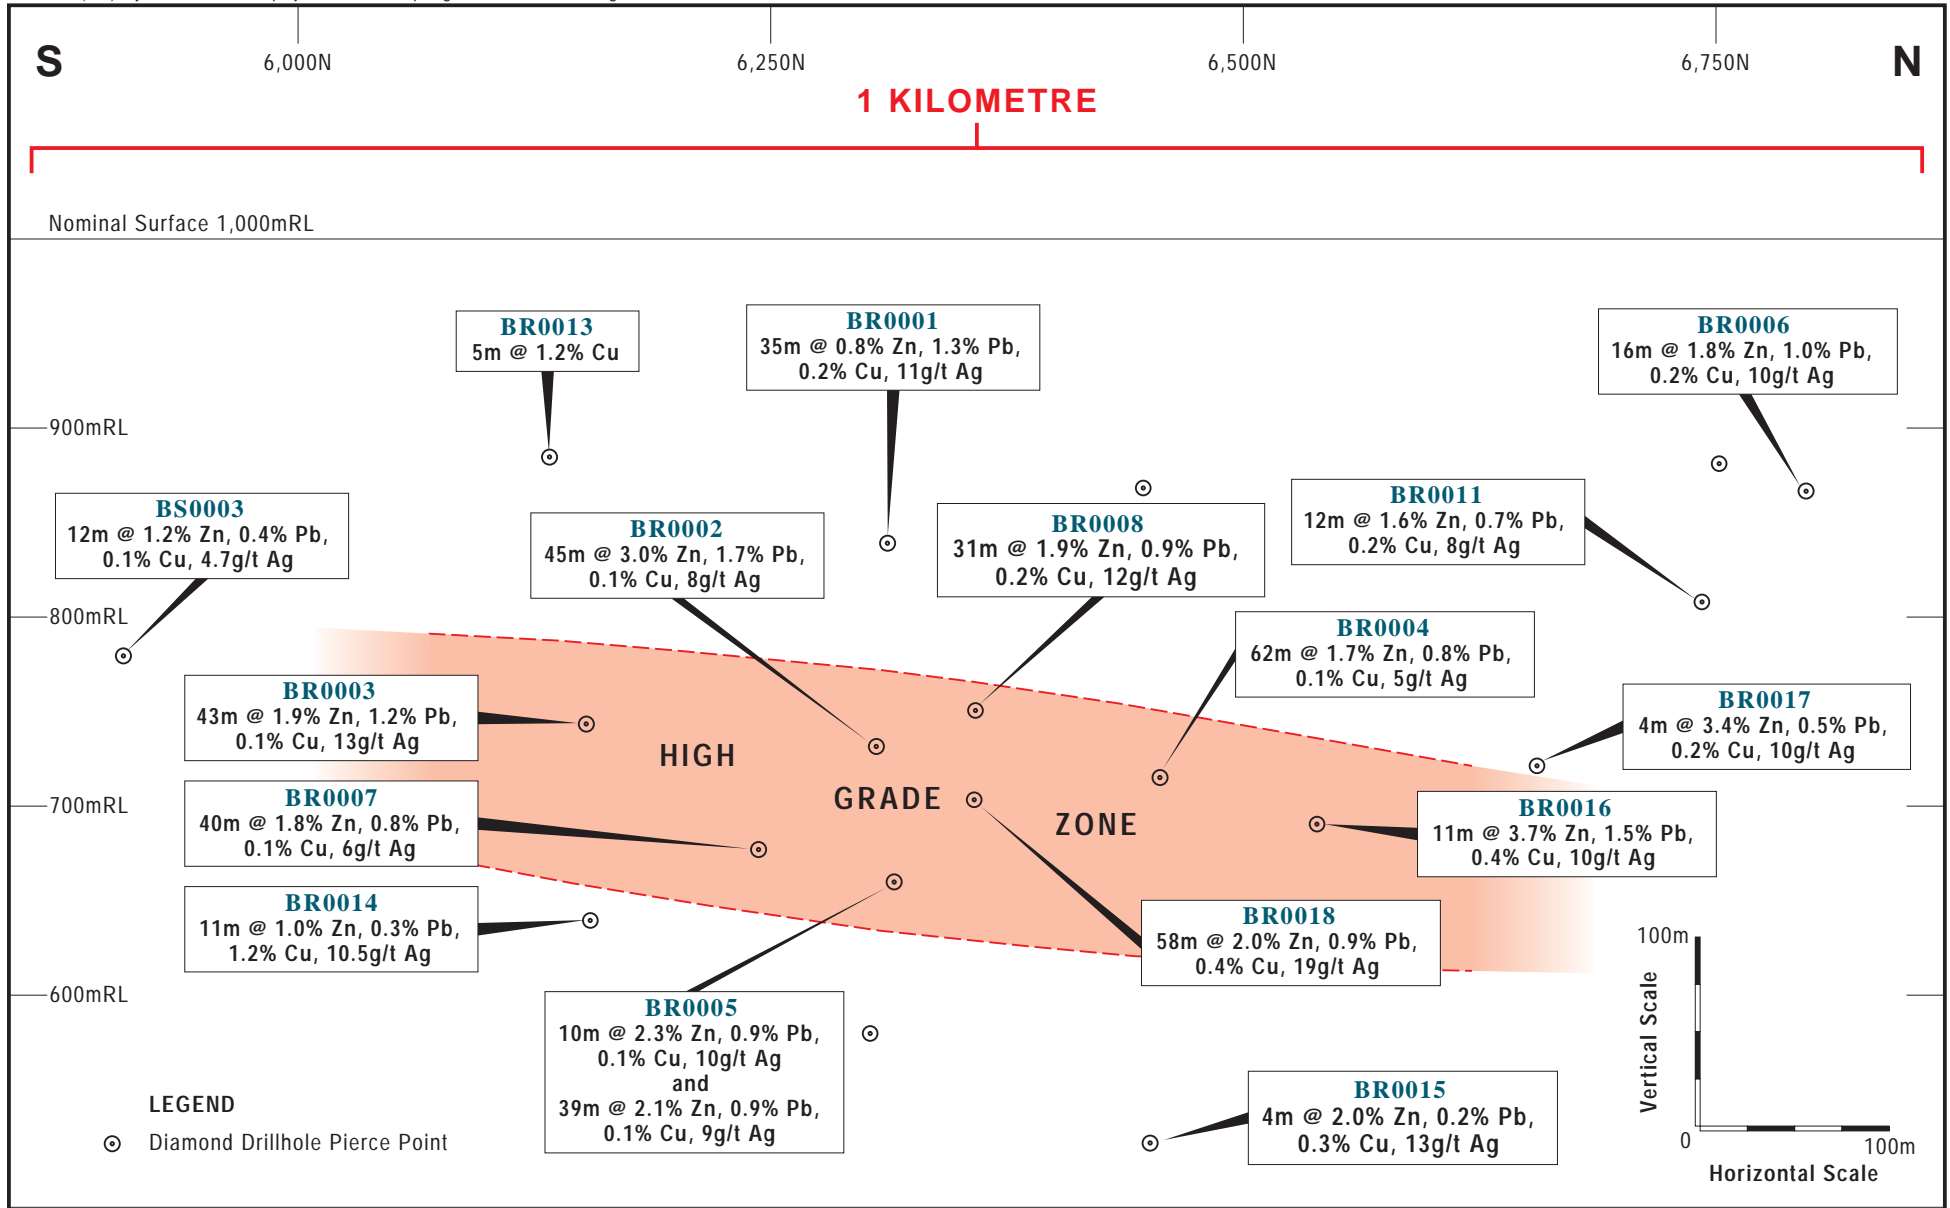 S
6,000N
6,250N
6,500N
6,750N
N
1 KILOMETRE
Nominal Surface 1,000mRL
900mRL
800mRL
700mRL
600mRL
BR0013
5m @ 1.2% Cu
BR0001
35m @ 0.8% Zn, 1.3% Pb,
0.2% Cu, 11g/t Ag
BR0006
16m @ 1.8% Zn, 1.0% Pb,
0.2% Cu, 10g/t Ag
BS0003
12m @ 1.2% Zn, 0.4% Pb,
0.1% Cu, 4.7g/t Ag
BR0002
45m @ 3.0% Zn, 1.7% Pb,
0.1% Cu, 8g/t Ag
BR0008
31m @ 1.9% Zn, 0.9% Pb,
0.2% Cu, 12g/t Ag
BR0011
12m @ 1.6% Zn, 0.7% Pb,
0.2% Cu, 8g/t Ag
BR0004
62m @ 1.7% Zn, 0.8% Pb,
0.1% Cu, 5g/t Ag
BR0003
43m @ 1.9% Zn, 1.2% Pb,
0.1% Cu, 13g/t Ag
BR0017
4m @ 3.4% Zn, 0.5% Pb,
0.2% Cu, 10g/t Ag
HIGH
GRADE
ZONE
BR0007
40m @ 1.8% Zn, 0.8% Pb,
0.1% Cu, 6g/t Ag
BR0016
11m @ 3.7% Zn, 1.5% Pb,
0.4% Cu, 10g/t Ag
BR0014
11m @ 1.0% Zn, 0.3% Pb,
1.2% Cu, 10.5g/t Ag
BR0018
58m @ 2.0% Zn, 0.9% Pb,
0.4% Cu, 19g/t Ag
BR0005
10m @ 2.3% Zn, 0.9% Pb,
0.1% Cu, 10g/t Ag
and
39m @ 2.1% Zn, 0.9% Pb,
0.1% Cu, 9g/t Ag
BR0015
4m @ 2.0% Zn, 0.2% Pb,
0.3% Cu, 13g/t Ag
LEGEND
Diamond Drillhole Pierce Point
100m
Vertical Scale
0
100m
Horizontal Scale